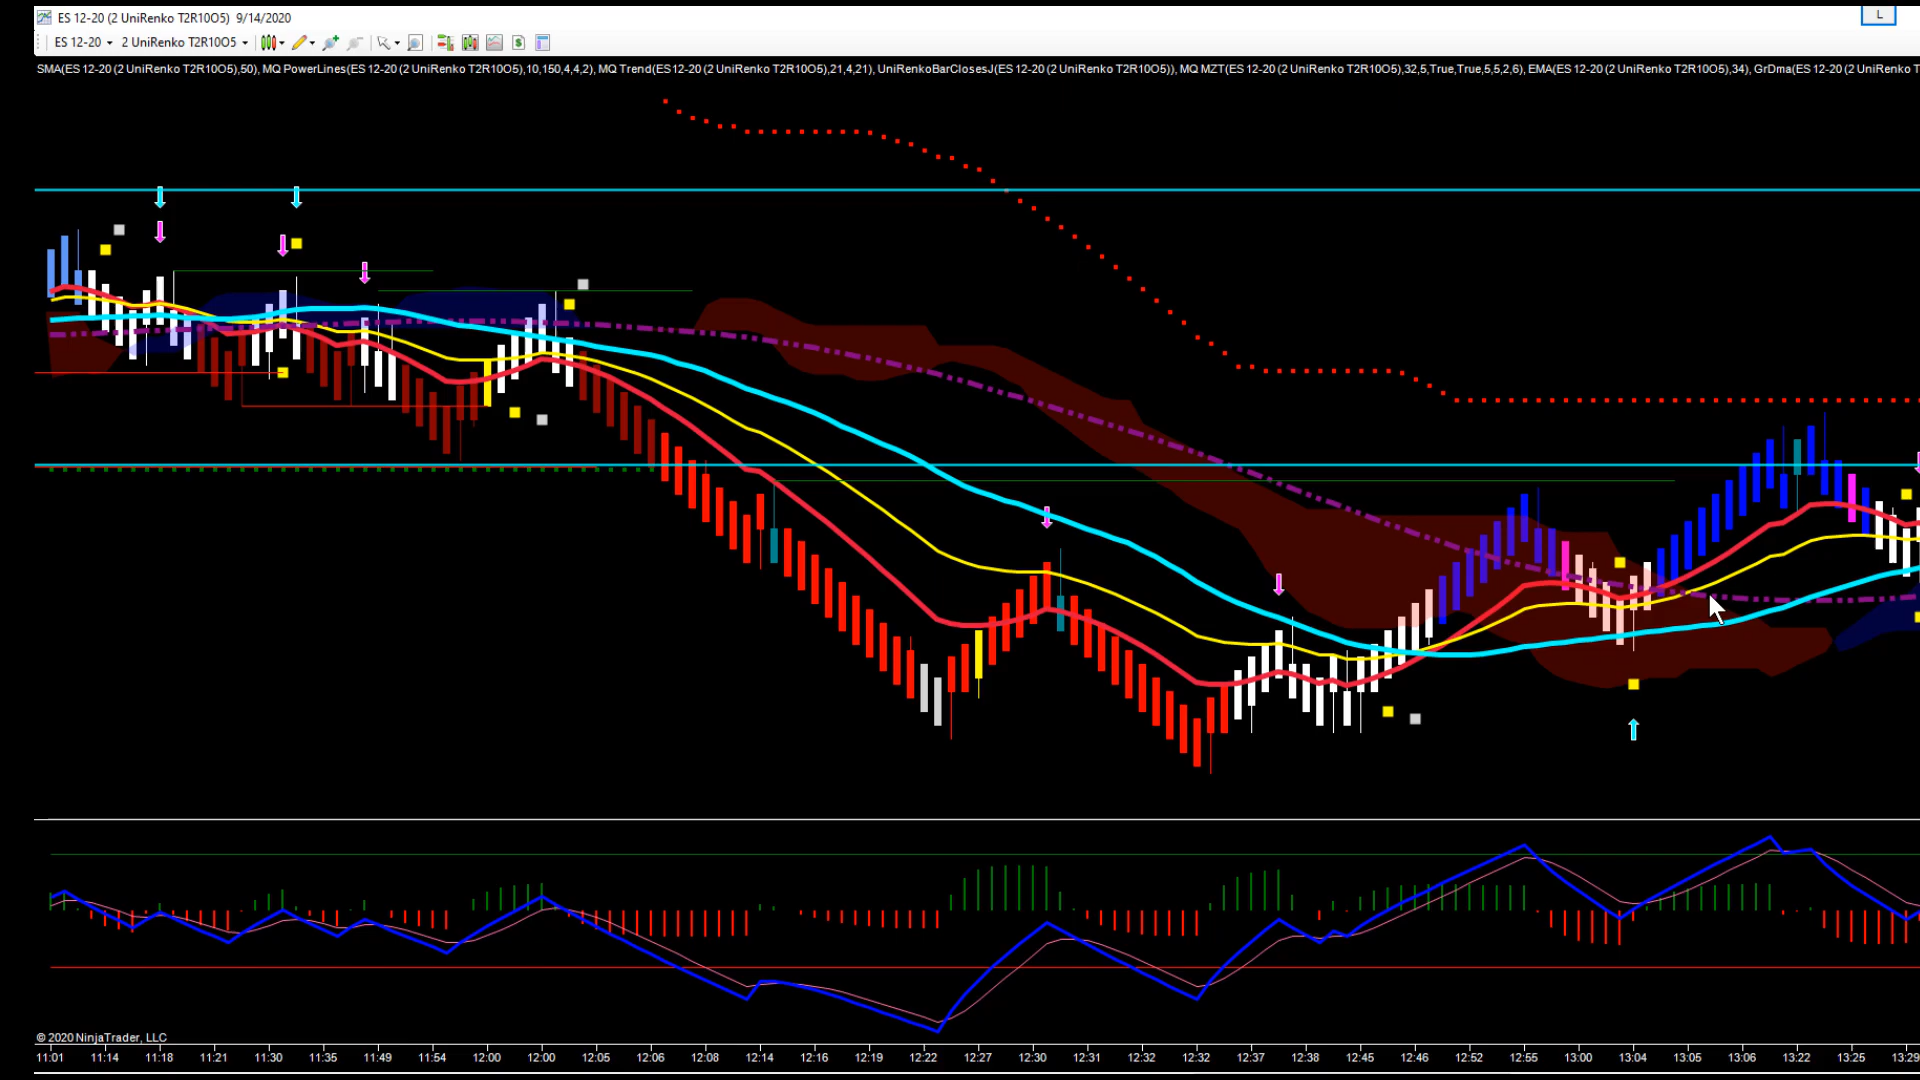 ES 12-20 (2 UniRenko T2R10O5) 9/14/2020
L
ES 12-20 2 UniRenko T2R10O5
SMA(ES 12-20 (2 UniRenko T2R10O5),50), MQ PowerLines(ES 12-20 (2 UniRenko T2R10O5),10,150,4,4,2), MQ Trend(ES 12-20 (2 UniRenko T2R10O5),21,4,21), UniRenkoBarClosesJ(ES 12-20 (2 UniRenko T2R10O5)), MQ MZT(ES 12-20 (2 UniRenko T2R10O5),32,5,True,True,5,5,2,6), EMA(ES 12-20 (2 UniRenko T2R10O5),34), GrDma(ES 12-20 (2 UniRenko T
© 2020 NinjaTrader, LLC
11:01 11:14 11:18 11:21 11:30 11:35 11:49 11:54 12:00 12:00 12:05 12:06 12:08 12:14 12:16 12:19 12:22 12:27 12:30 12:31 12:32 12:32 12:37 12:38 12:45 12:46 12:52 12:55 13:00 13:04 13:05 13:06 13:22 13:25 13:29